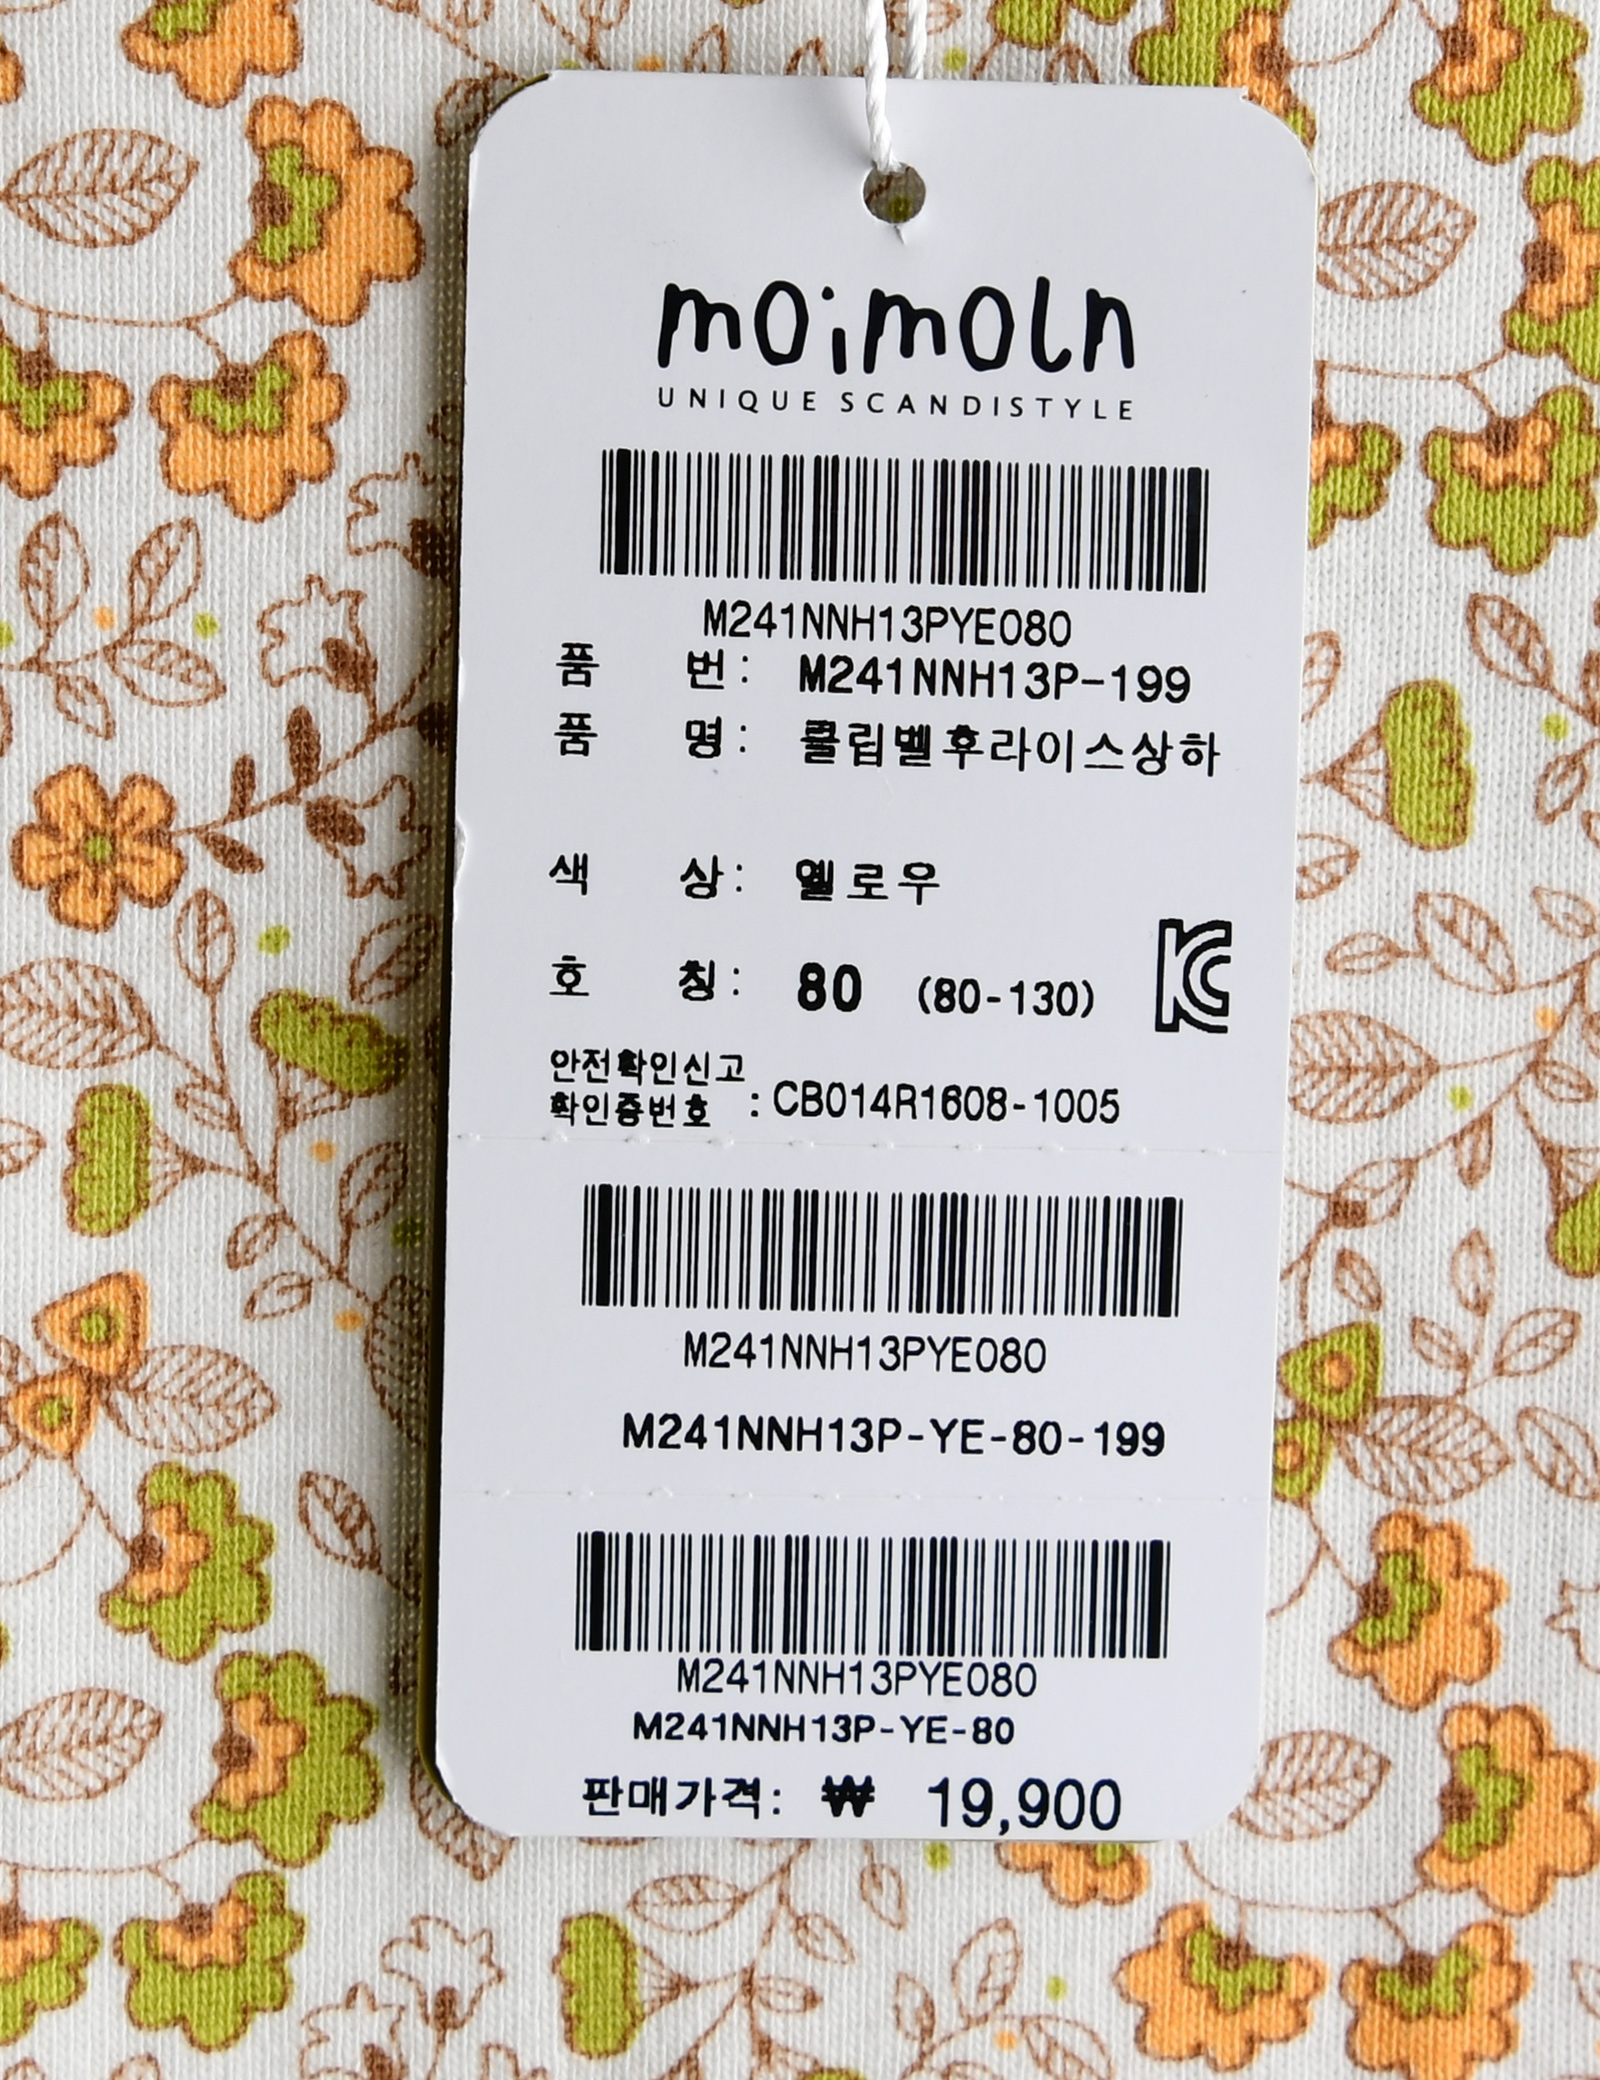 moimoln
UNIQUE SCANDISTYLE
M241NNH13PYE080
품 번: M241NNH13P-199
품 명: 클립벨후라이스상하
색 상: 옐로우
호 칭: 80 (80-130)
안전확인신고
확인증번호 : CB014R1608-1005
M241NNH13PYE080
M241NNH13P-YE-80-199
M241NNH13PYE080
M241NNH13P-YE-80
판매가격: ₩ 19,900